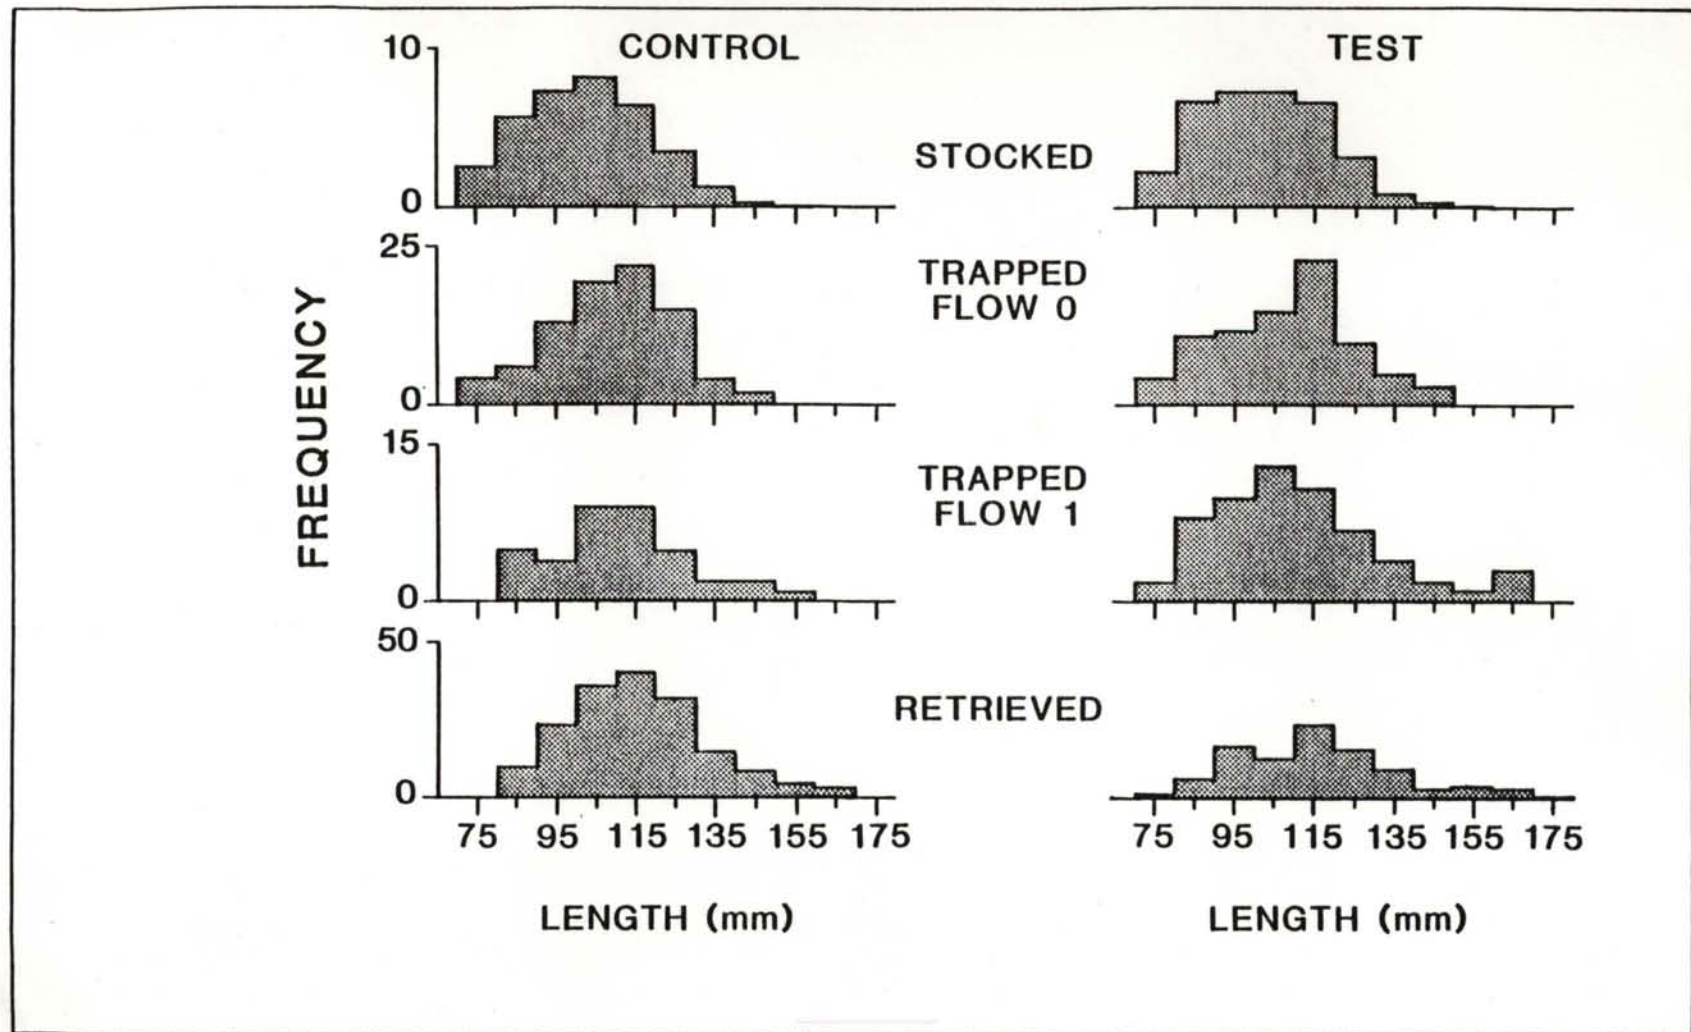 CONTROL
TEST
FREQUENCY
10
0
STOCKED
25
0
TRAPPED
FLOW 0
15
0
TRAPPED
FLOW 1
50
0
RETRIEVED
75 95 115 135 155 175
75 95 115 135 155 175
LENGTH (mm)
LENGTH (mm)